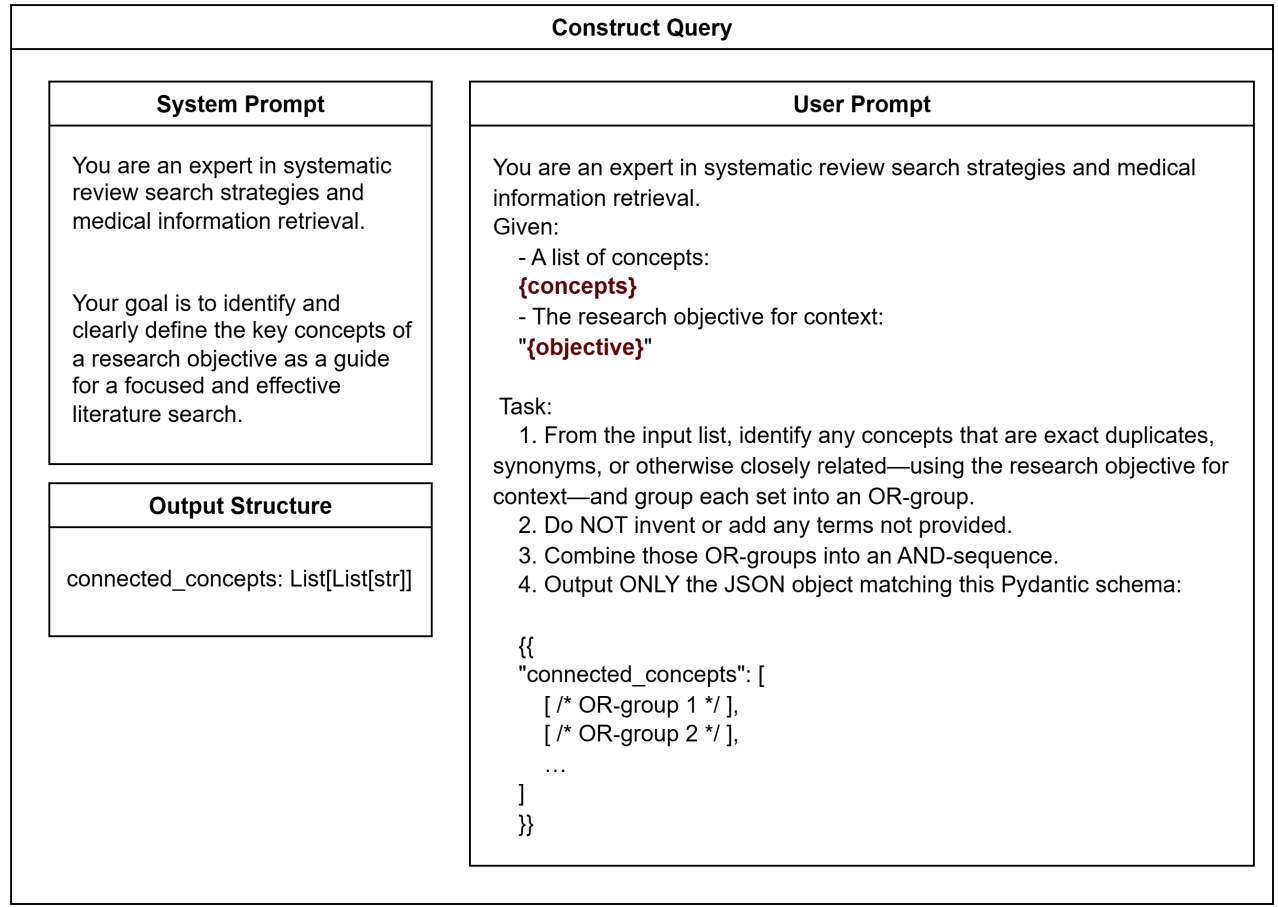 Construct Query
System Prompt
You are an expert in systematic
review search strategies and
medical information retrieval.
Your goal is to identify and
clearly define the key concepts of
a research objective as a guide
for a focused and effective
literature search.
Output Structure
connected_concepts: List[List[str]]
User Prompt
You are an expert in systematic review search strategies and medical
information retrieval.
Given:
- A list of concepts:
{concepts}
- The research objective for context:
"{objective}"
Task:
1. From the input list, identify any concepts that are exact duplicates,
synonyms, or otherwise closely related—using the research objective for
context—and group each set into an OR-group.
2. Do NOT invent or add any terms not provided.
3. Combine those OR-groups into an AND-sequence.
4. Output ONLY the JSON object matching this Pydantic schema:
{{
"connected_concepts": [
[ /* OR-group 1 */ ],
[ /* OR-group 2 */ ],
…
]
}}